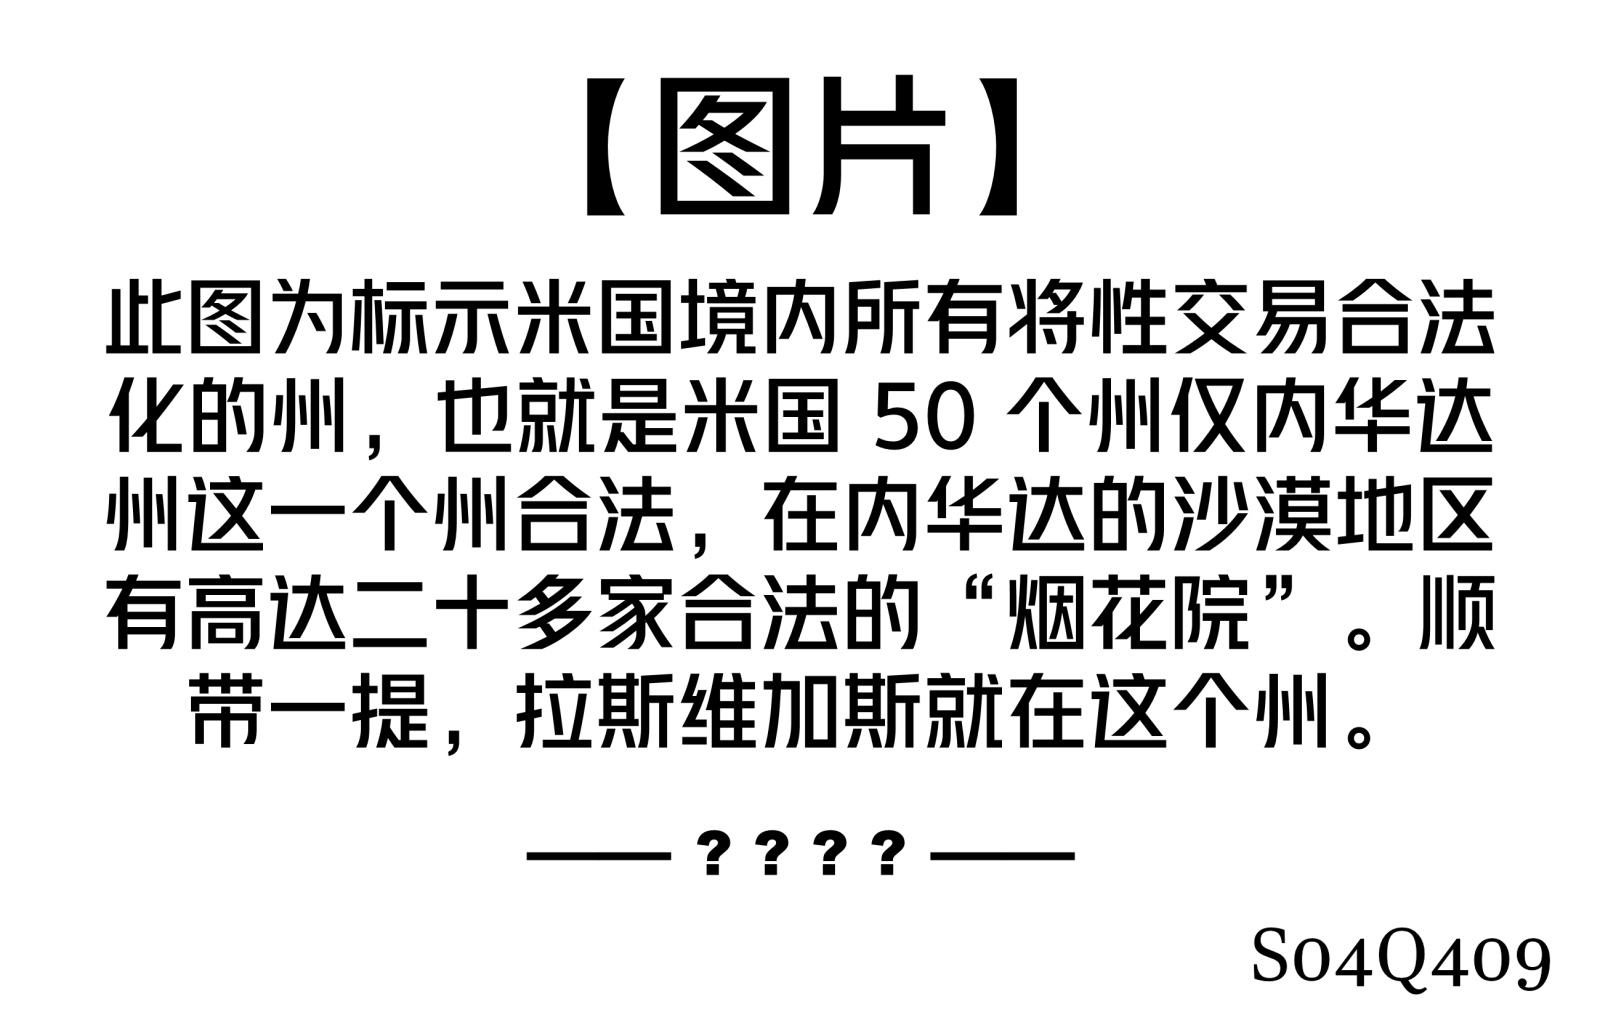 【图片】
此图为标示米国境内所有将性交易合法
化的州，也就是米国 50 个州仅内华达
州这一个州合法，在内华达的沙漠地区
有高达二十多家合法的“烟花院”。顺
带一提，拉斯维加斯就在这个州。
——？？？？——
S04Q409